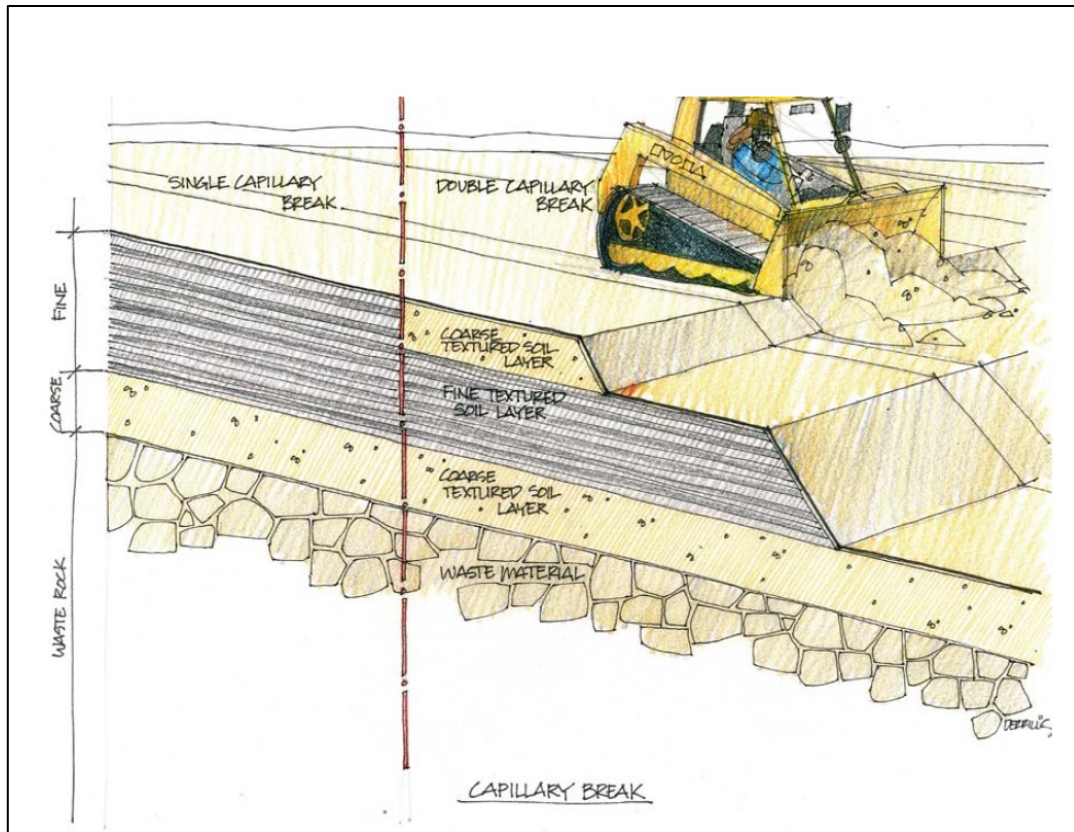 SINGLE CAPILLARY
BREAK
DOUBLE CAPILLARY
BREAK
FINE
COARSE
WASTE ROCK
COARSE
TEXTURED SOIL
LAYER
FINE TEXTURED
SOIL LAYER
COARSE
TEXTURED SOIL
LAYER
WASTE MATERIAL
CAPILLARY BREAK